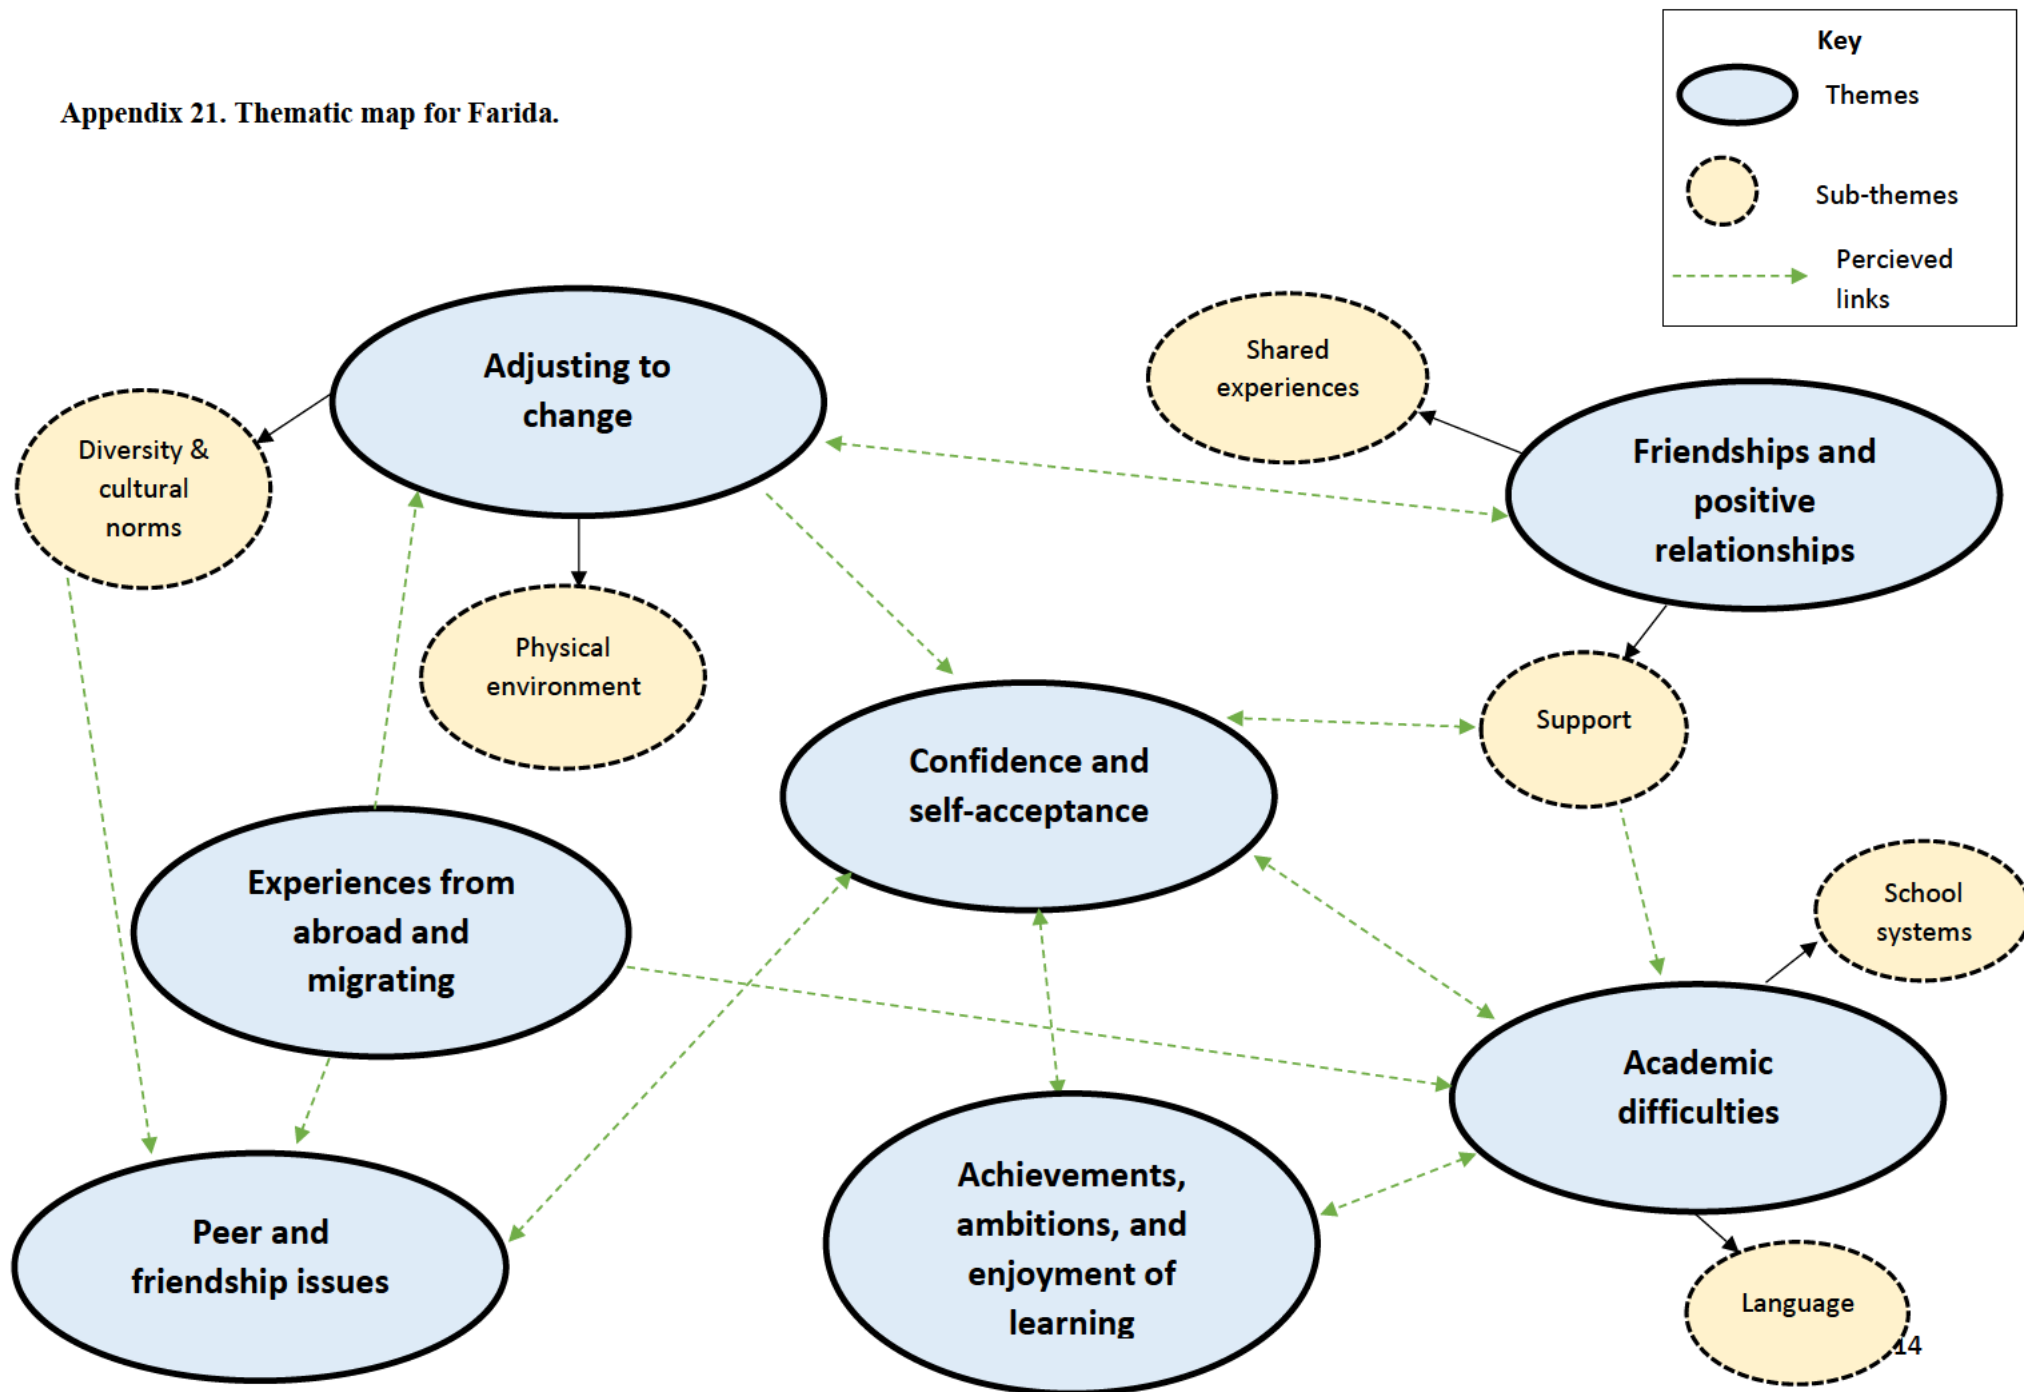 Key
Themes
Sub-themes
Percieved
links
Appendix 21. Thematic map for Farida.
Adjusting to
change
Shared
experiences
Diversity &
cultural
norms
Friendships and
positive
relationships
Physical
environment
Support
Confidence and
self-acceptance
Experiences from
abroad and
migrating
School
systems
Academic
difficulties
Peer and
friendship issues
Achievements,
ambitions, and
enjoyment of
learning
Language
14